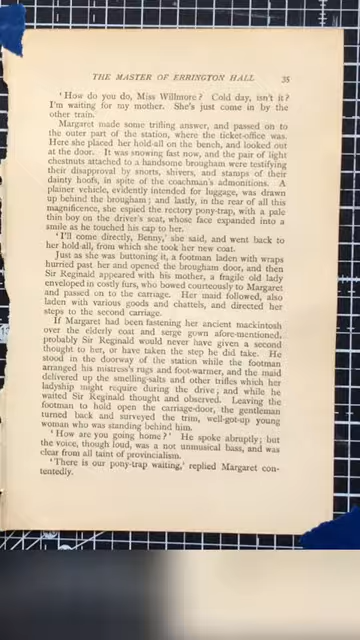 THE MASTER OF ERRINGTON HALL 35
'How do you do, Miss Willmore? Cold day, isn't it?
I'm waiting for my mother. She's just come in by the
other train.'
Margaret made some trifling answer, and passed on to
the outer part of the station, where the ticket-office was.
Here she placed her hold-all on the bench, and looked out
at the door. It was snowing fast now, and the pair of light
chestnuts attached to a handsome brougham were testifying
their disapproval by snorts, shivers, and stamps of their
dainty hoofs, in spite of the coachman's admonitions. A
plainer vehicle, evidently intended for luggage, was drawn
up behind the brougham; and lastly, in the rear of all this
magnificence, she espied the rectory pony-trap, with a pale
thin boy on the driver's seat, whose face expanded into a
smile as he touched his cap to her.
'I'll come directly, Benny,' she said, and went back to
her hold-all, from which she took her new coat.
Just as she was buttoning it, a footman laden with wraps
hurried past her and opened the brougham door, and then
Sir Reginald appeared with his mother, a fragile old lady
enveloped in costly furs, who bowed courteously to Margaret
and passed on to the carriage. Her maid followed, also
laden with various goods and chattels, and directed her
steps to the second carriage.
If Margaret had been fastening her ancient mackintosh
over the elderly coat and serge gown afore-mentioned,
probably Sir Reginald would never have given a second
thought to her, or have taken the step he did take. He
stood in the doorway of the station while the footman
arranged his mistress's rugs and foot-warmer, and the maid
delivered up the smelling-salts and other trifles which her
ladyship might require during the drive; and while he
waited Sir Reginald thought and observed. Leaving the
footman to hold open the carriage-door, the gentleman
turned back and surveyed the trim, well-got-up young
woman who was standing behind him.
'How are you going home?' He spoke abruptly; but
the voice, though loud, was a not unmusical bass, and was
clear from all taint of provincialism.
'There is our pony-trap waiting,' replied Margaret con-
tentedly.